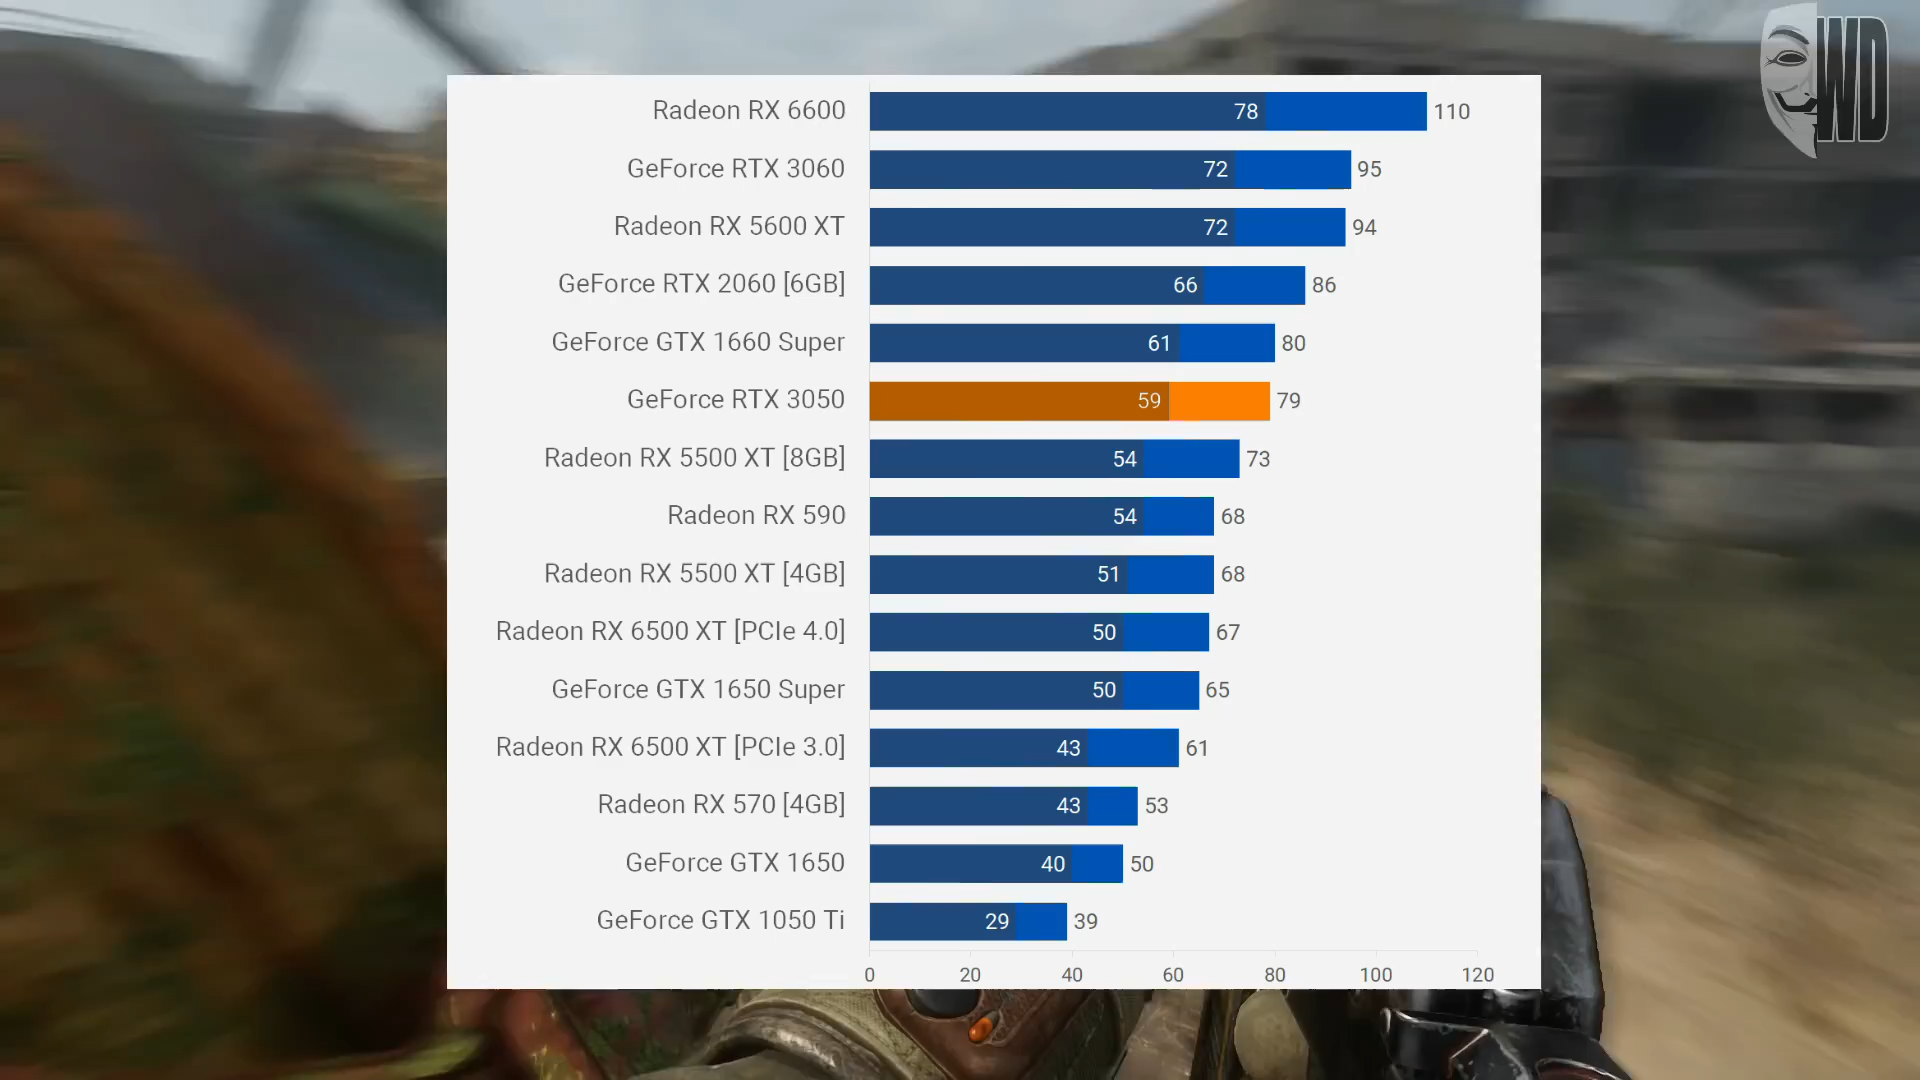 WD
Radeon RX 6600 78 110
GeForce RTX 3060 72 95
Radeon RX 5600 XT 72 94
GeForce RTX 2060 [6GB] 66 86
GeForce GTX 1660 Super 61 80
GeForce RTX 3050 59 79
Radeon RX 5500 XT [8GB] 54 73
Radeon RX 590 54 68
Radeon RX 5500 XT [4GB] 51 68
Radeon RX 6500 XT [PCIe 4.0] 50 67
GeForce GTX 1650 Super 50 65
Radeon RX 6500 XT [PCIe 3.0] 43 61
Radeon RX 570 [4GB] 43 53
GeForce GTX 1650 40 50
GeForce GTX 1050 Ti 29 39
0 20 40 60 80 100 120